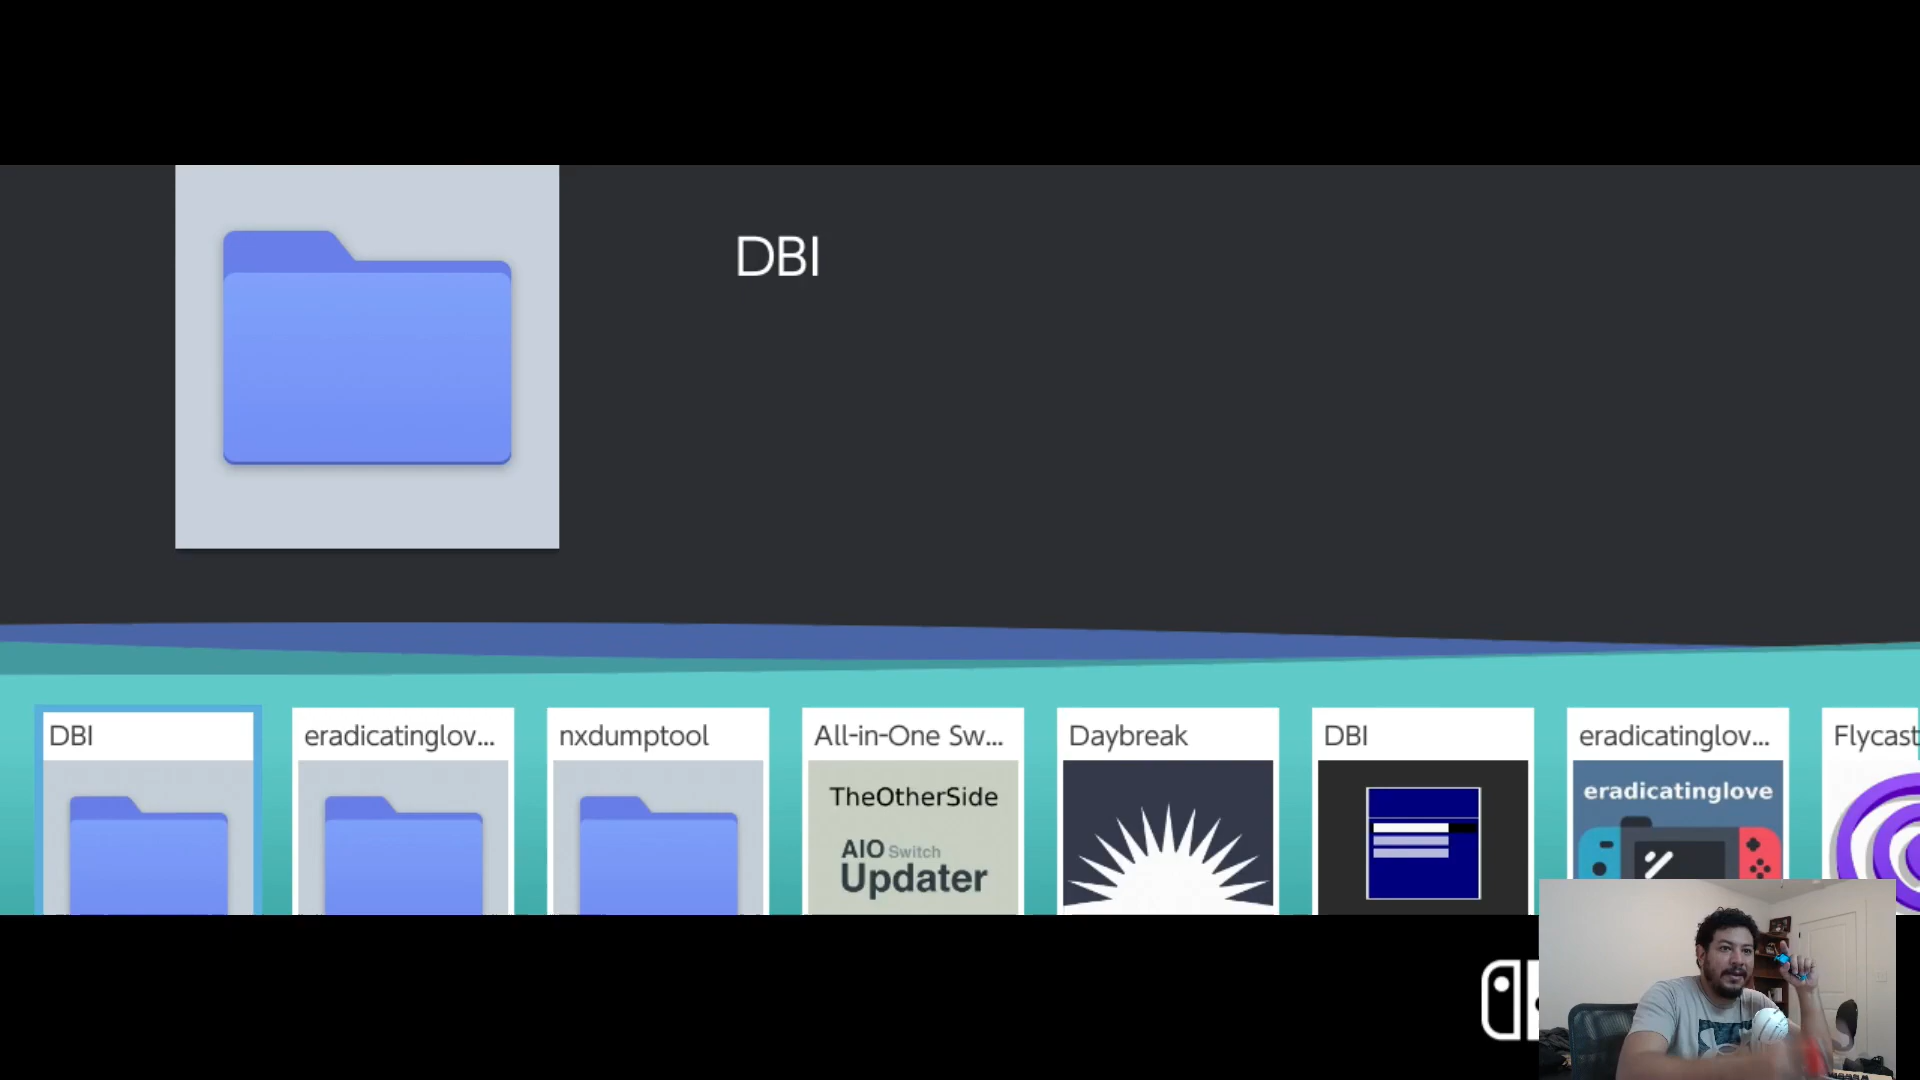 DBI
DBI
eradicatinglov...
nxdumptool
All-in-One Sw...
Daybreak
DBI
eradicatinglov...
Flycast
TheOtherSide
AIO Switch
Updater
eradicatinglove